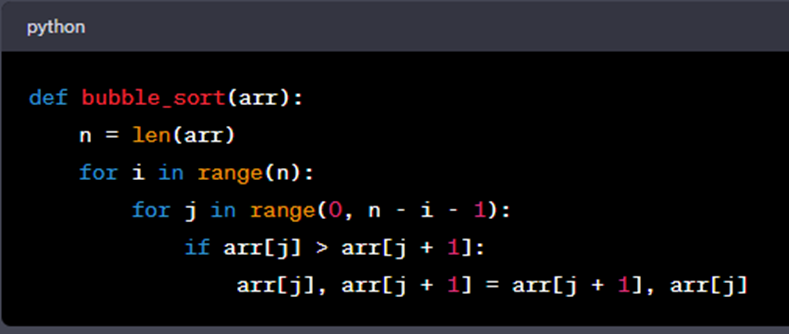 python
def bubble_sort(arr):
    n = len(arr)
    for i in range(n):
        for j in range(0, n - i - 1):
            if arr[j] > arr[j + 1]:
                arr[j], arr[j + 1] = arr[j + 1], arr[j]